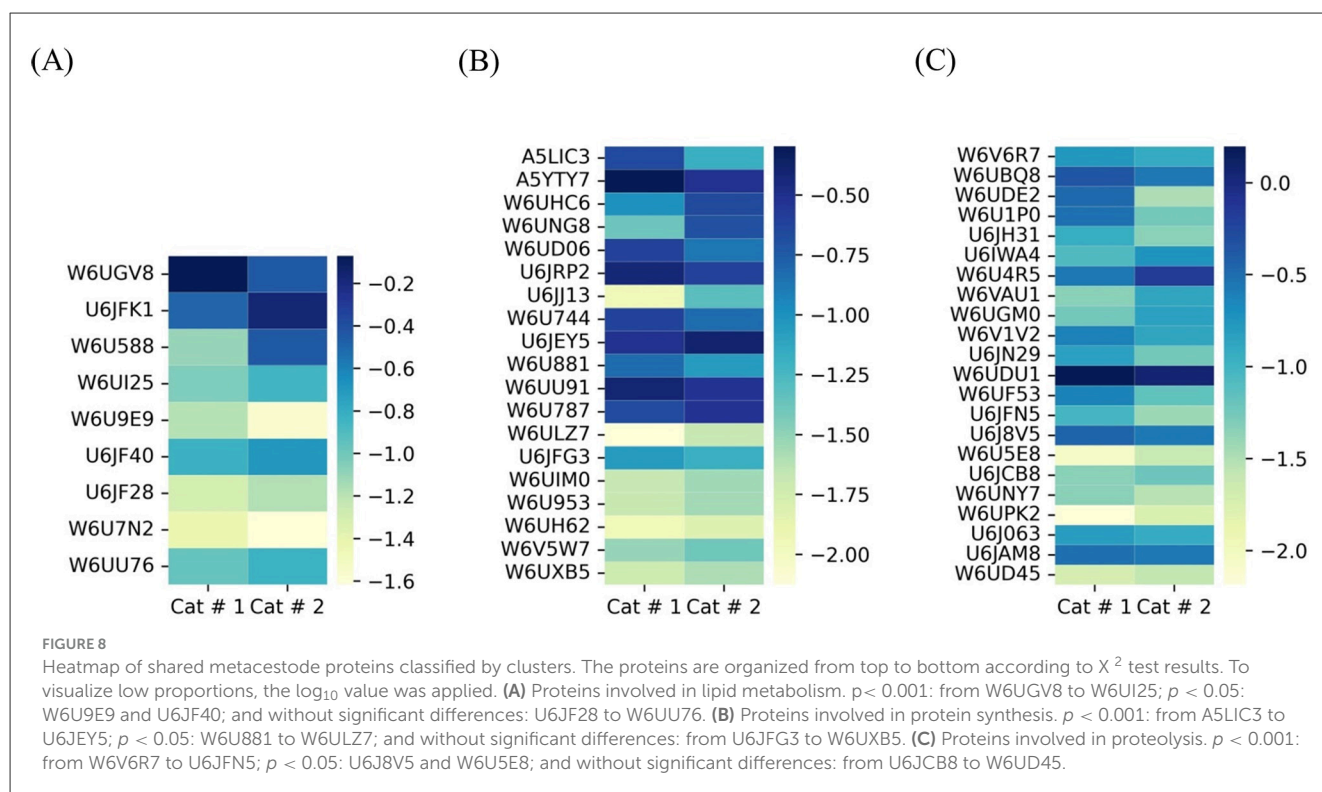 (A)
W6UGV8
U6JFK1
W6U588
W6UI25
W6U9E9
U6JF40
U6JF28
W6U7N2
W6UU76
Cat # 1 Cat # 2
−0.2
−0.4
−0.6
−0.8
−1.0
−1.2
−1.4
−1.6
(B)
A5LIC3
A5YTY7
W6UHC6
W6UNG8
W6UD06
U6JRP2
U6JJ13
W6U744
U6JEY5
W6U881
W6UU91
W6U787
W6ULZ7
U6JFG3
W6UIM0
W6U953
W6UH62
W6V5W7
W6UXB5
Cat # 1 Cat # 2
−0.50
−0.75
−1.00
−1.25
−1.50
−1.75
−2.00
(C)
W6V6R7
W6UBQ8
W6UDE2
W6U1P0
U6JH31
U6IWA4
W6U4R5
W6VAU1
W6UGM0
W6V1V2
U6JN29
W6UDU1
W6UF53
U6JFN5
U6J8V5
W6U5E8
U6JCB8
W6UNY7
W6UPK2
U6J063
U6JAM8
W6UD45
Cat # 1 Cat # 2
0.0
−0.5
−1.0
−1.5
−2.0
FIGURE 8
Heatmap of shared metacestode proteins classified by clusters. The proteins are organized from top to bottom according to X ² test results. To
visualize low proportions, the log₁₀ value was applied. (A) Proteins involved in lipid metabolism. p< 0.001: from W6UGV8 to W6UI25; p < 0.05:
W6U9E9 and U6JF40; and without significant differences: U6JF28 to W6UU76. (B) Proteins involved in protein synthesis. p < 0.001: from A5LIC3 to
U6JEY5; p < 0.05: W6U881 to W6ULZ7; and without significant differences: from U6JFG3 to W6UXB5. (C) Proteins involved in proteolysis. p < 0.001:
from W6V6R7 to U6JFN5; p < 0.05: U6J8V5 and W6U5E8; and without significant differences: from U6JCB8 to W6UD45.